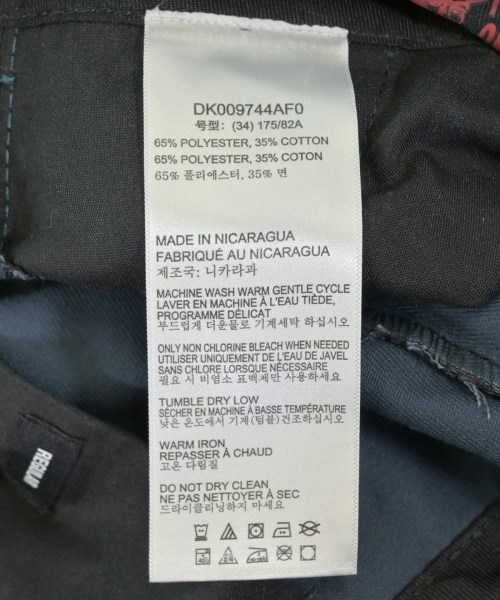 DK009744AF0
号型: (34) 175/82A
65% POLYESTER, 35% COTTON
65% POLYESTER, 35% COTON
65% 폴리에스터, 35% 면
MADE IN NICARAGUA
FABRIQUÉ AU NICARAGUA
제조국: 니카라과
MACHINE WASH WARM GENTLE CYCLE
LAVER EN MACHINE À L'EAU TIÈDE,
PROGRAMME DÉLICAT
부드럽게 더운물로 기계세탁 하십시오
ONLY NON CHLORINE BLEACH WHEN NEEDED
UTILISER UNIQUEMENT DE L'EAU DE JAVEL
SANS CHLORE LORSQUE NÉCESSAIRE
필요 시 비염소 표백제만 사용하세요
TUMBLE DRY LOW
SÉCHER EN MACHINE À BASSE TEMPÉRATURE
낮은 온도에서 기계(텀블)건조하십시오
WARM IRON
REPASSER À CHAUD
고온 다림질
DO NOT DRY CLEAN
NE PAS NETTOYER À SEC
드라이클리닝하지 마세요
REGULAR